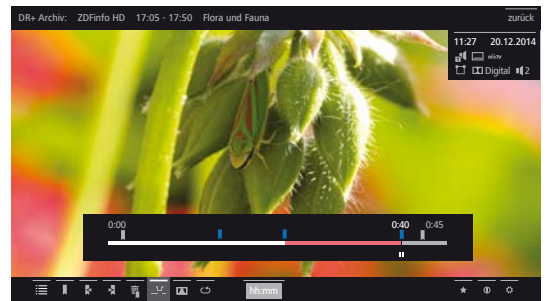 DR+ Archiv: ZDFinfo HD 17:05 - 17:50 Flora und Fauna zurück
11:27 20.12.2014
HbbTV
Digital 2
0:00 0:40 0:45
hh:mm